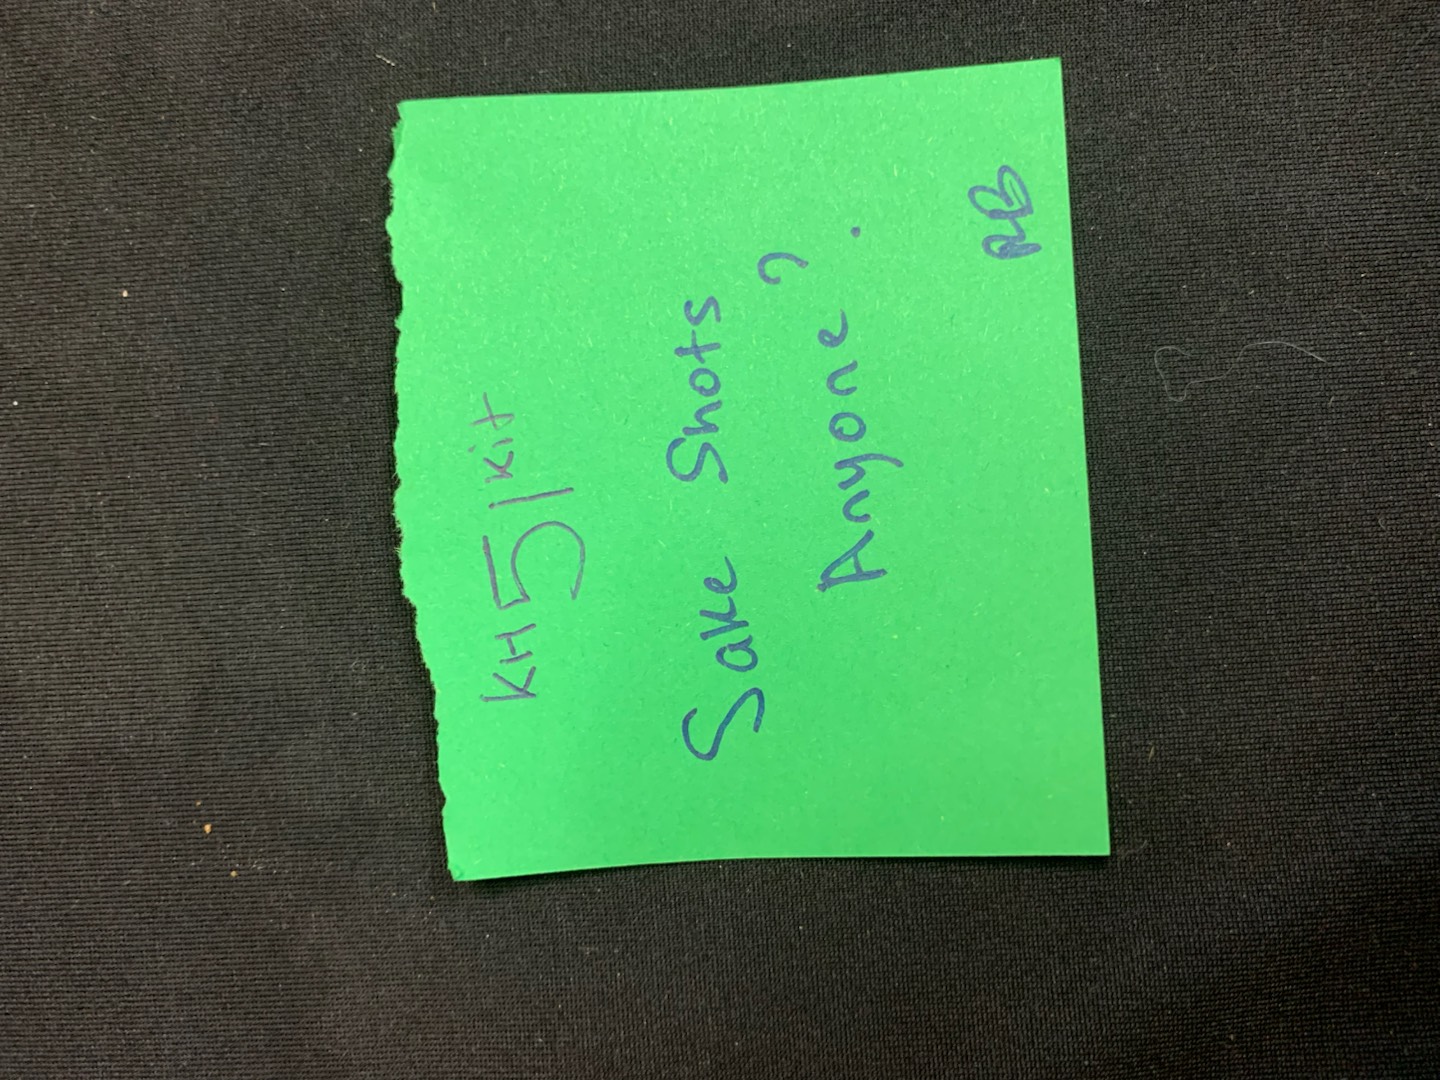 KH5 | Kit
Sake Shots
Anyone?
RB